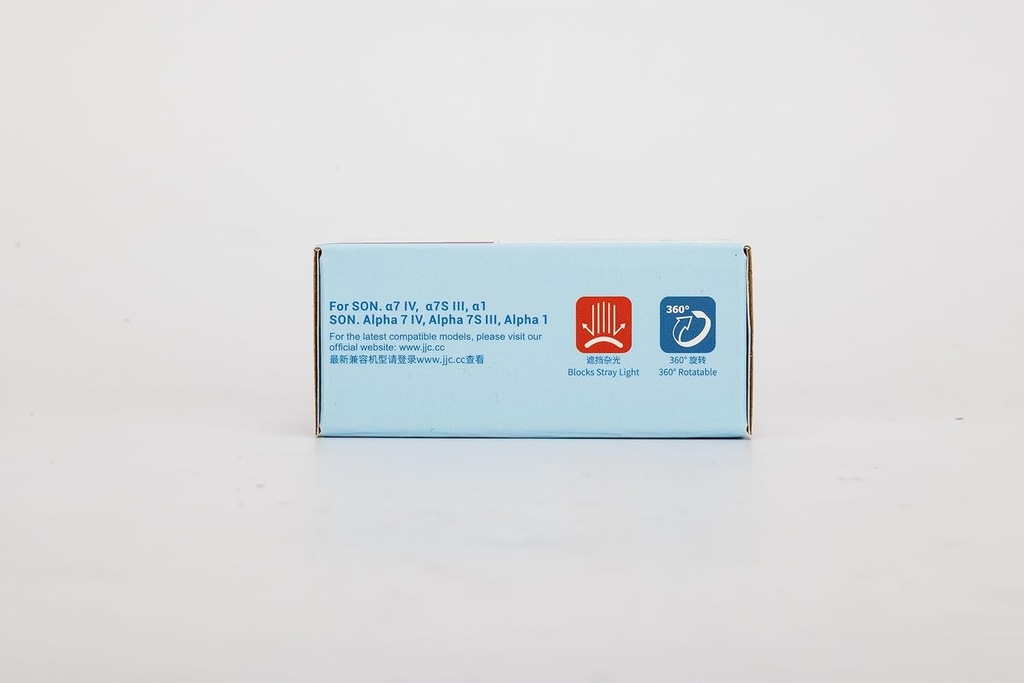 For SON. α7 IV, α7S III, α1
SON. Alpha 7 IV, Alpha 7S III, Alpha 1
For the latest compatible models, please visit our
official website: www.jjc.cc
最新兼容机型请登录www.jjc.cc查看
遮挡杂光
Blocks Stray Light
360°
360° 旋转
360° Rotatable